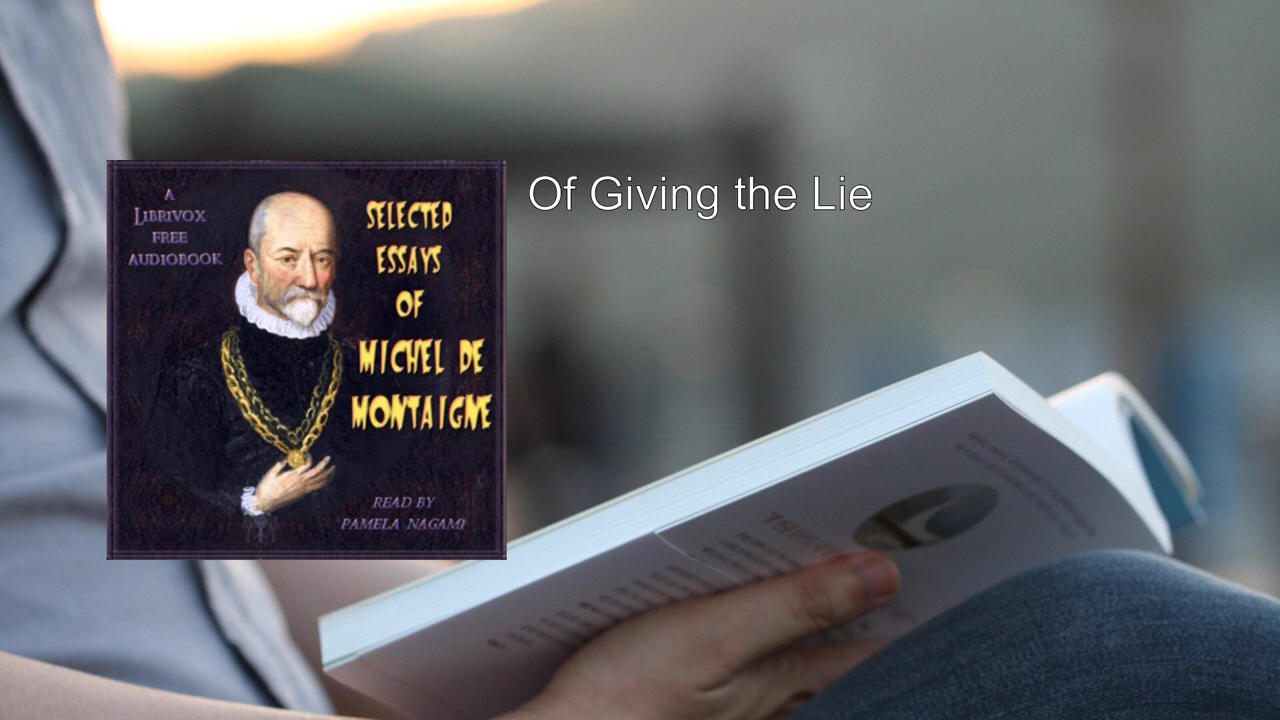 A
LIBRIVOX
FREE
AUDIOBOOK
SELECTED
ESSAYS
OF
MICHEL DE
MONTAIGNE
READ BY
PAMELA NAGAMI
Of Giving the Lie